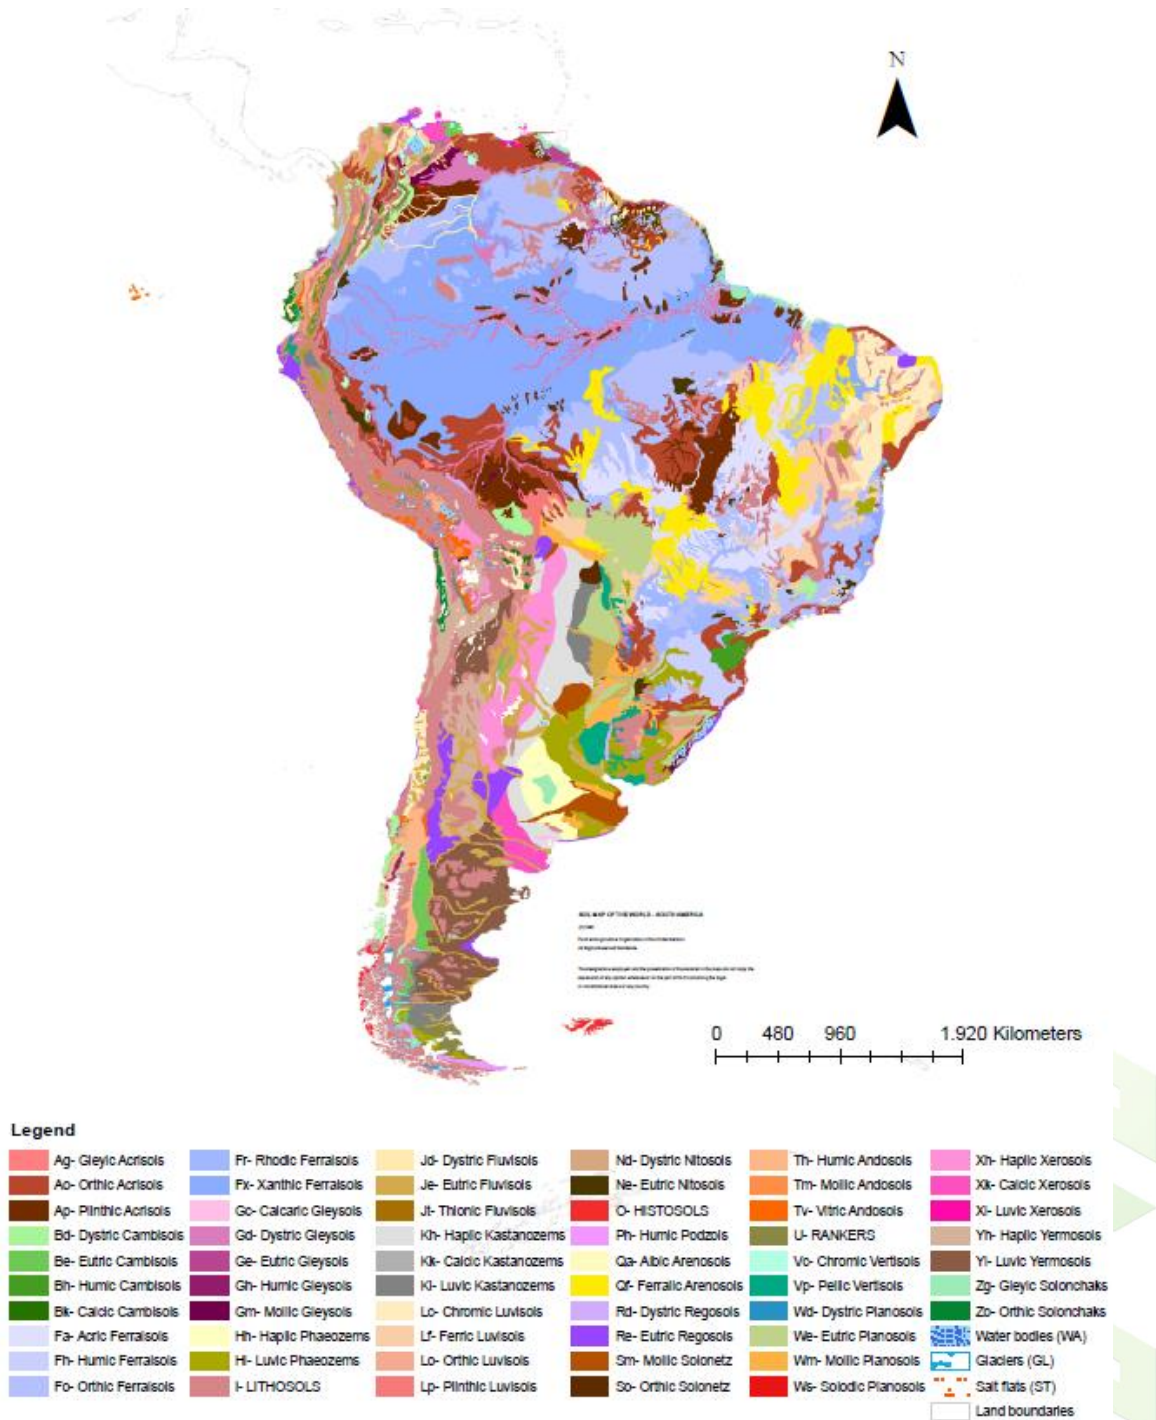 N
SOIL MAP OF THE WORLD - SOUTH AMERICA
0 480 960 1.920 Kilometers
Legend
Ag- Gleyic Acrisols
Ao- Orthic Acrisols
Ap- Plinthic Acrisols
Bd- Dystric Cambisols
Be- Eutric Cambisols
Bh- Humic Cambisols
Bk- Calcic Cambisols
Fa- Acric Ferralsols
Fh- Humic Ferralsols
Fo- Orthic Ferralsols
Fr- Rhodic Ferralsols
Fx- Xanthic Ferralsols
Gc- Calcaric Gleysols
Gd- Dystric Gleysols
Ge- Eutric Gleysols
Gh- Humic Gleysols
Gm- Mollic Gleysols
Hh- Haplic Phaeozems
Hl- Luvic Phaeozems
I- LITHOSOLS
Jd- Dystric Fluvisols
Je- Eutric Fluvisols
Jt- Thionic Fluvisols
Kh- Haplic Kastanozems
Kk- Calcic Kastanozems
Kl- Luvic Kastanozems
Lc- Chromic Luvisols
Lf- Ferric Luvisols
Lo- Orthic Luvisols
Lp- Plinthic Luvisols
Nd- Dystric Nitosols
Ne- Eutric Nitosols
O- HISTOSOLS
Ph- Humic Podzols
Qa- Albic Arenosols
Qf- Ferralic Arenosols
Rd- Dystric Regosols
Re- Eutric Regosols
Sm- Mollic Solonetz
So- Orthic Solonetz
Th- Humic Andosols
Tm- Mollic Andosols
Tv- Vitric Andosols
U- RANKERS
Vc- Chromic Vertisols
Vp- Pellic Vertisols
Wd- Dystric Planosols
We- Eutric Planosols
Wm- Mollic Planosols
Ws- Solodic Planosols
Xh- Haplic Xerosols
Xk- Calcic Xerosols
Xl- Luvic Xerosols
Yh- Haplic Yermosols
Yl- Luvic Yermosols
Zg- Gleyic Solonchaks
Zo- Orthic Solonchaks
Water bodies (WA)
Glaciers (GL)
Salt flats (ST)
Land boundaries